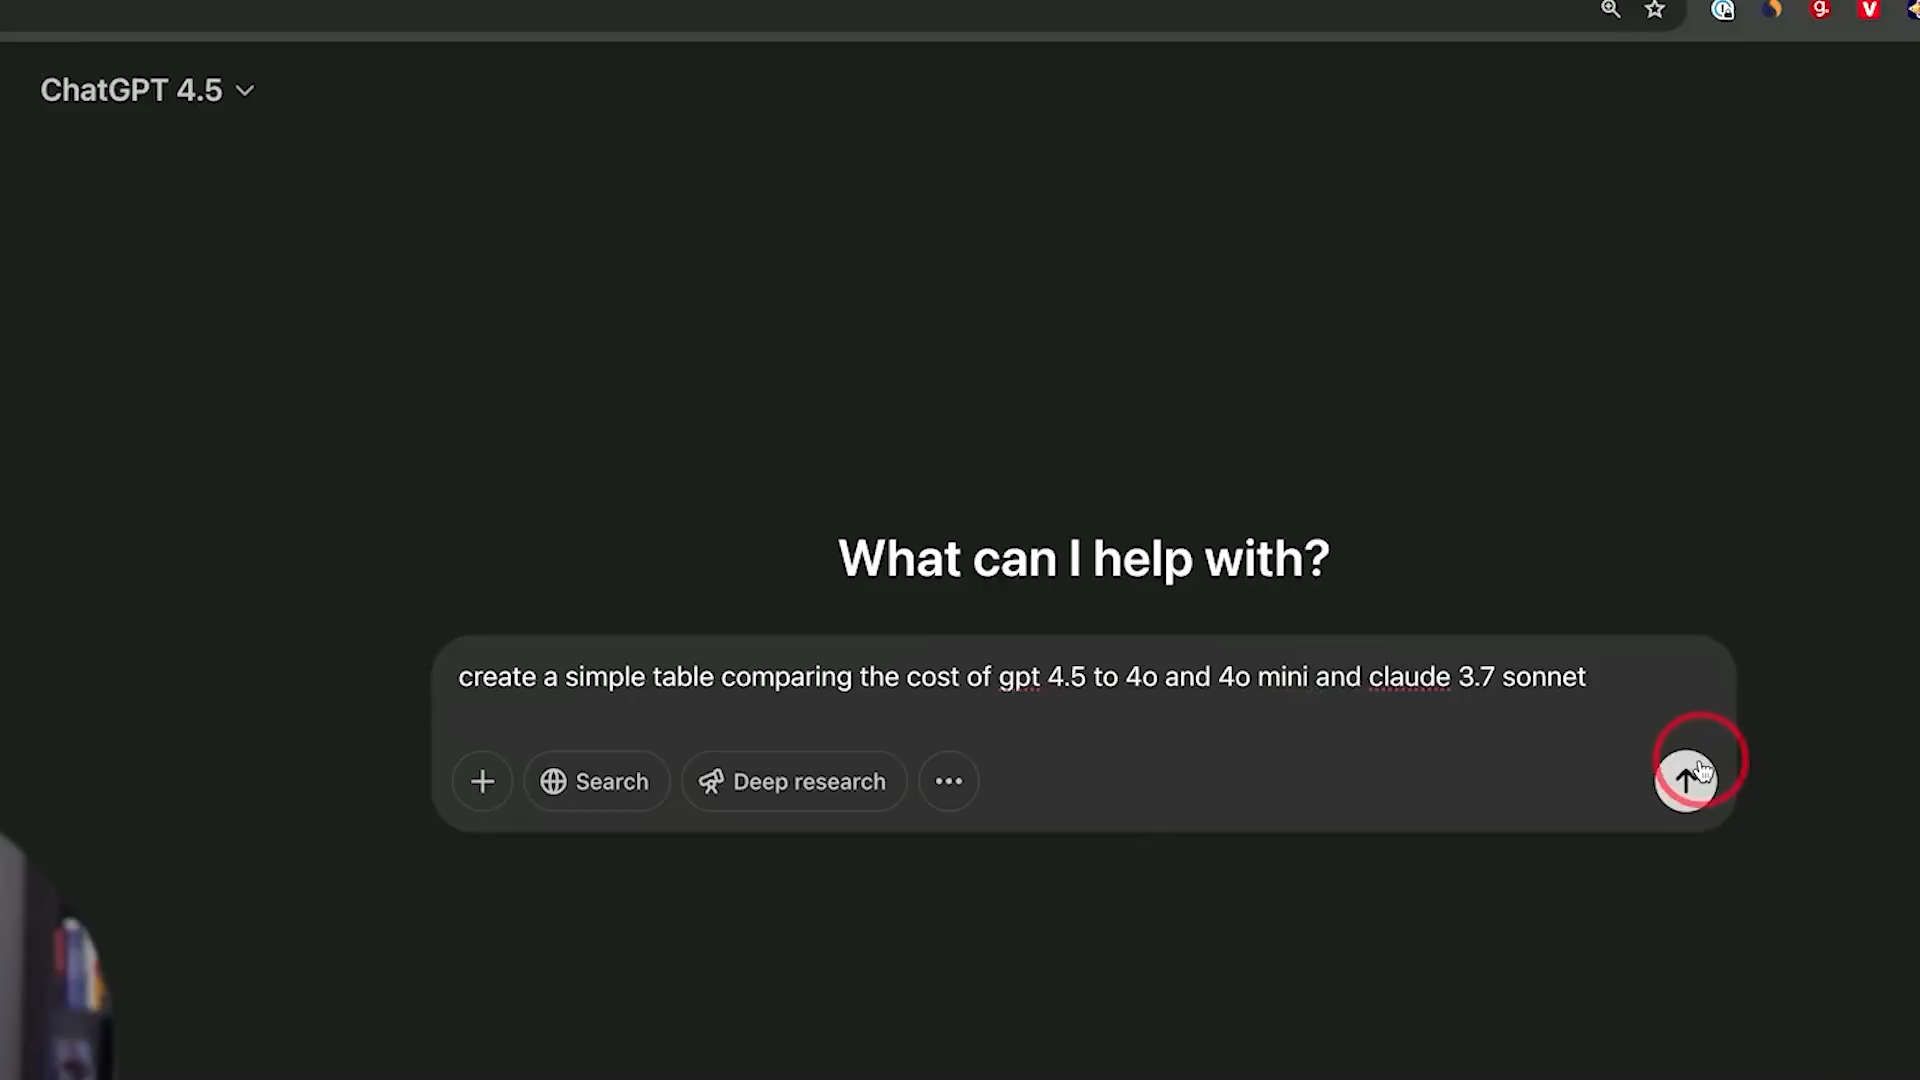 g.
V
ChatGPT 4.5
What can I help with?
create a simple table comparing the cost of gpt 4.5 to 4o and 4o mini and claude 3.7 sonnet
Search
Deep research